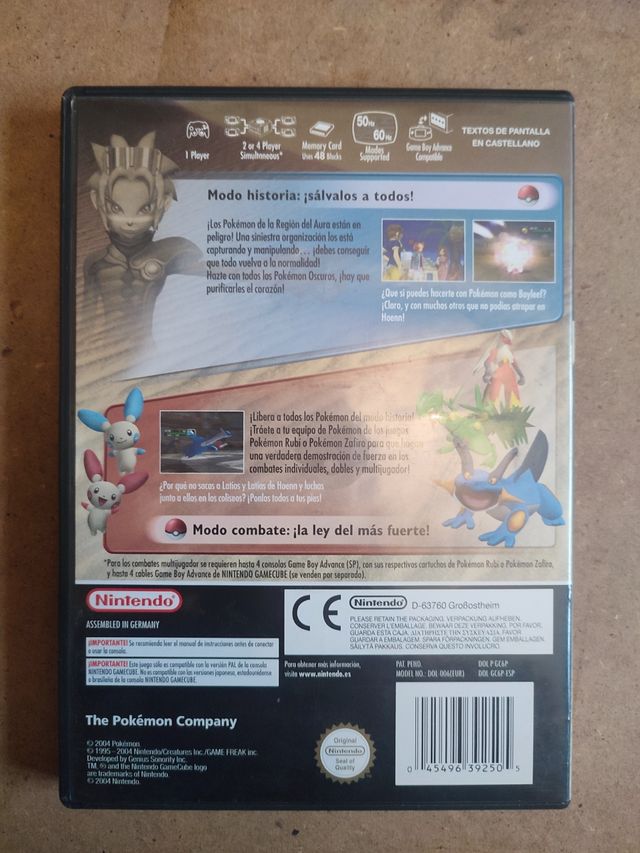 1 Player
2 or 4 Player
Simultneous*
Memory Card
Uses 48 Blocks
50Hz
60Hz
Modes
Supported
Game Boy Advance
Compatible
TEXTOS DE PANTALLA
EN CASTELLANO
Modo historia: ¡sálvalos a todos!
¡Los Pokémon de la Región del Aura están en
peligro! Una siniestra organización los está
capturando y manipulando… ¡debes conseguir
que todo vuelva a la normalidad!
Hazte con todos los Pokémon Oscuros, ¡hay que
purificarles el corazón!
¿Que si puedes hacerte con Pokémon como Bayleef?
¡Claro, y con muchos otros que no podías atrapar en
Hoenn!
¡Libera a todos los Pokémon del modo historia!
¡Tráete a tu equipo de Pokémon de los juegos
Pokémon Rubí o Pokémon Zafiro para que hagan
una verdadera demostración de fuerza en los
combates individuales, dobles y multijugador!
¿Por qué no sacas a Latios y Latias de Hoenn y luchas
junto a ellos en los coliseos? ¡Ponlos todos a tus pies!
Modo combate: ¡la ley del más fuerte!
*Para los combates multijugador se requieren hasta 4 consolas Game Boy Advance (SP), con sus respectivos cartuchos de Pokémon Rubí o Pokémon Zafiro,
y hasta 4 cables Game Boy Advance de NINTENDO GAMECUBE (se venden por separado).
Nintendo
ASSEMBLED IN GERMANY
¡IMPORTANTE! Se recomienda leer el manual de instrucciones antes de conectar
o usar la consola.
¡IMPORTANTE! Este juego sólo es compatible con la versión PAL de la consola
NINTENDO GAMECUBE. No es compatible con las versiones japonesa, estadounidense
o brasileña de la consola NINTENDO GAMECUBE.
CE
Nintendo D-63760 Großostheim
PLEASE RETAIN THE PACKAGING. VERPACKUNG AUFHEBEN.
CONSERVER L'EMBALLAGE. BEWAAR DEZE VERPAKKING. POR FAVOR,
GUARDA ESTA CAJA. ΔΙΑΤΗΡΗΣΤΕ ΤΗΝ ΣΥΣΚΕΥΑΣΙΑ. FAVOR
GUARDAR A EMBALAGEM. SPARA FÖRPACKNINGEN. GEM EMBALLAGEN.
SÄILYTÄ PAKKAUS. CONSERVA QUESTO INVOLUCRO.
Para obtener más información,
visita www.nintendo.es
PAT. PEND.
MODEL NO.: DOL-006(EUR)
DOL P-GC6P
DOL GC6P ESP
The Pokémon Company
© 2004 Pokémon.
© 1995–2004 Nintendo/Creatures Inc./GAME FREAK inc.
Developed by Genius Sonority Inc.
TM, ® and the Nintendo GameCube logo
are trademarks of Nintendo.
© 2004 Nintendo.
Original
Nintendo
Seal of
Quality
0 45496 39250 5